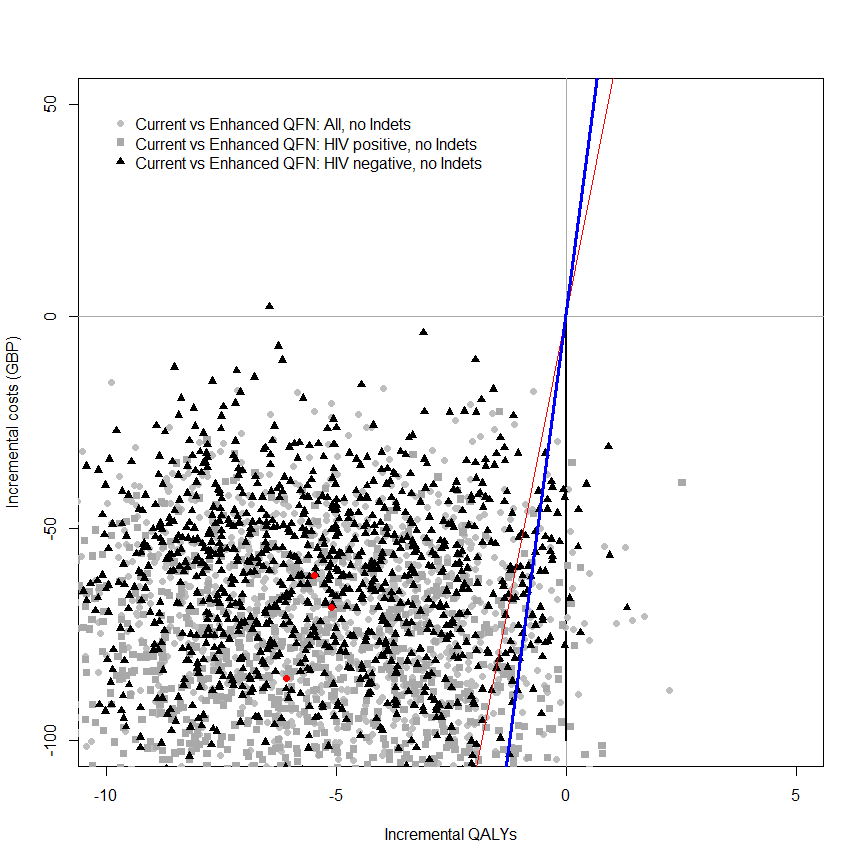 Current vs Enhanced QFN: All, no Indets
Current vs Enhanced QFN: HIV positive, no Indets
Current vs Enhanced QFN: HIV negative, no Indets
50
0
-50
-100
Incremental costs (GBP)
-10
-5
0
5
Incremental QALYs